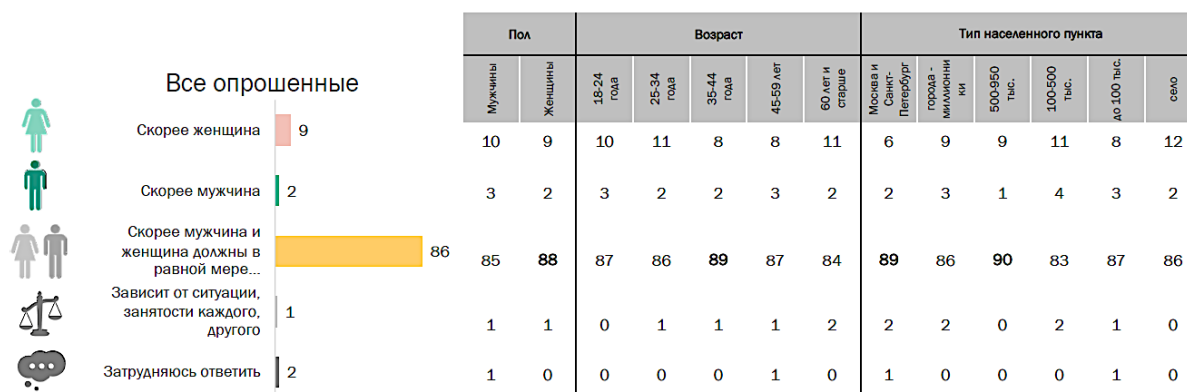 Пол Возраст Тип населенного пункта
Все опрошенные
Мужчины Женщины 18-24 года 25-34 года 35-44 года 45-59 лет 60 лет и старше Москва и Санкт-Петербург города - миллионники 500-950 тыс. 100-500 тыс. до 100 тыс. село
Скорее женщина 9 10 9 10 11 8 8 11 6 9 9 11 8 12
Скорее мужчина 2 3 2 3 2 2 3 2 2 3 1 4 3 2
Скорее мужчина и
женщина должны в
равной мере... 86 85 88 87 86 89 87 84 89 86 90 83 87 86
Зависит от ситуации,
занятости каждого,
другого 1 1 1 0 1 1 1 2 2 2 0 2 1 0
Затрудняюсь ответить 2 1 0 0 0 0 1 0 1 0 0 0 1 0